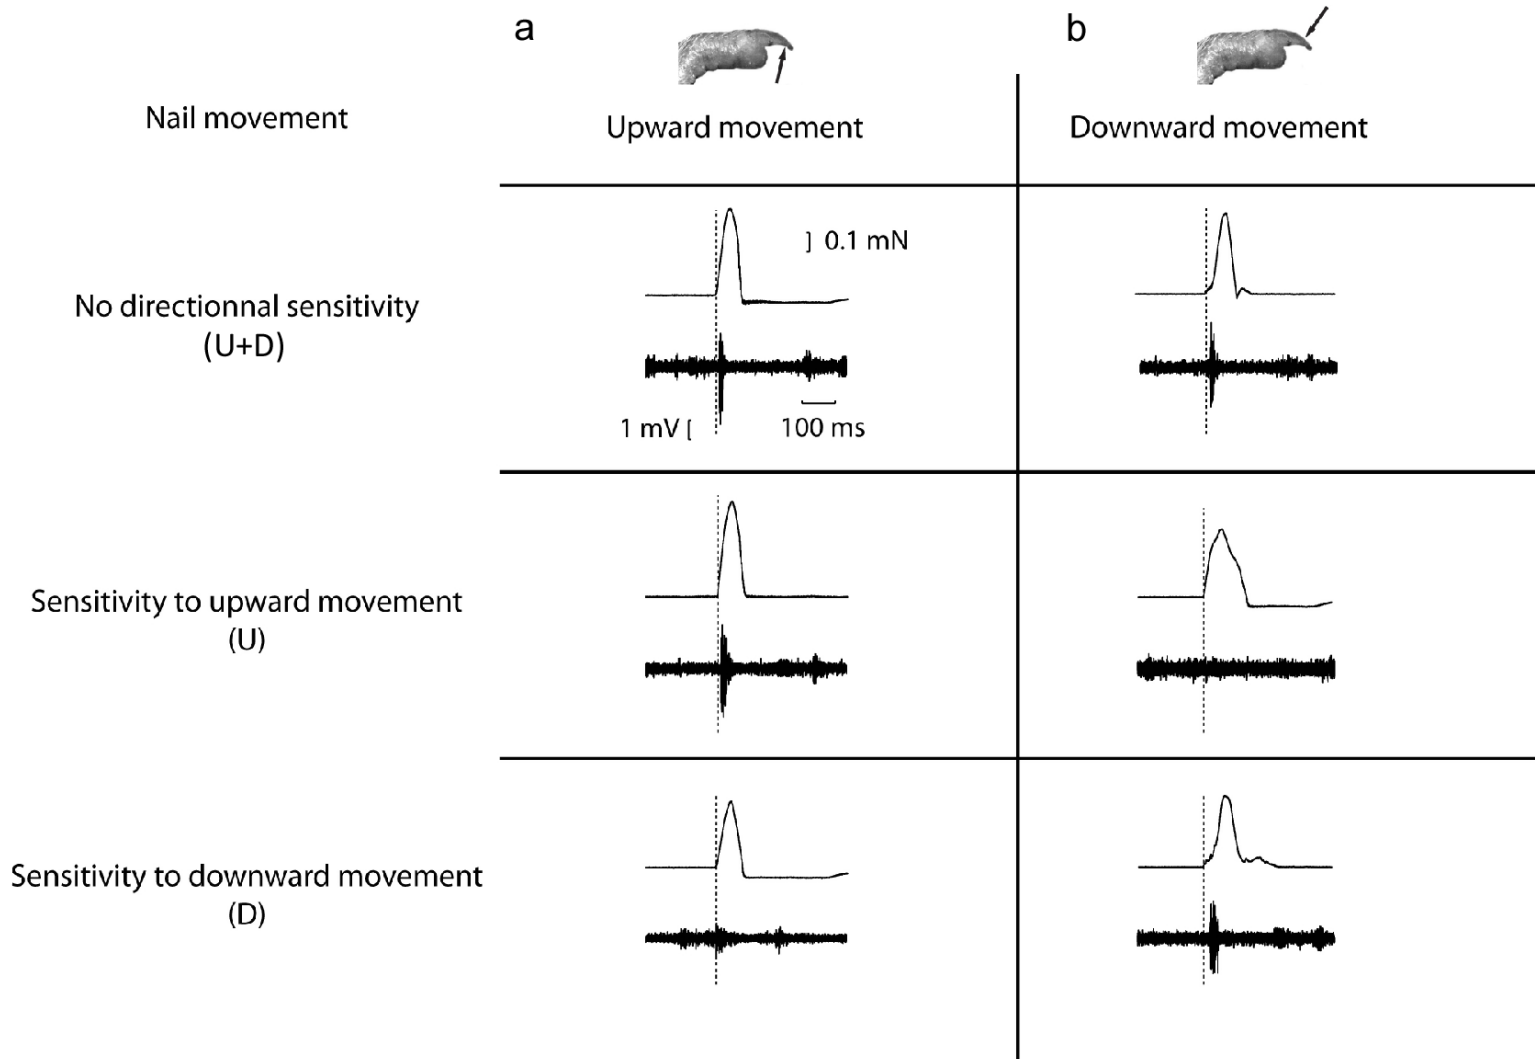 a
b
Nail movement
Upward movement
Downward movement
No directionnal sensitivity
(U+D)
0.1 mN
1 mV
100 ms
Sensitivity to upward movement
(U)
Sensitivity to downward movement
(D)